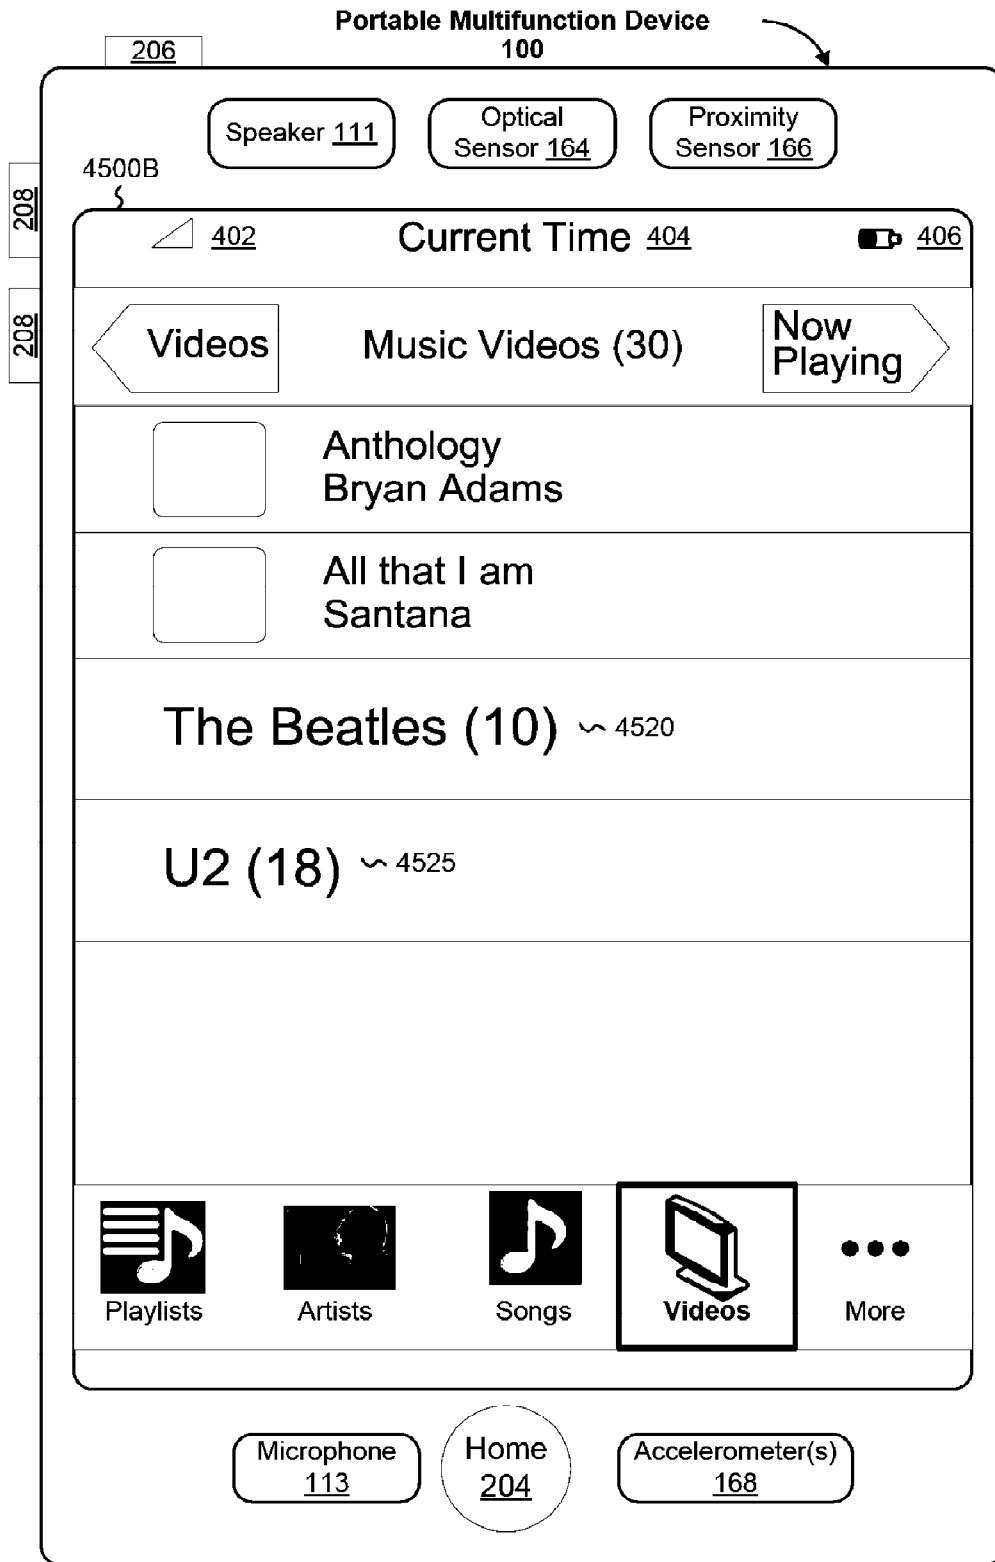 Portable Multifunction Device
100
206
Speaker 111
Optical
Sensor 164
Proximity
Sensor 166
4500B
208
208
402
Current Time 404
406
Videos
Music Videos (30)
Now
Playing
Anthology
Bryan Adams
All that I am
Santana
The Beatles (10)
4520
U2 (18)
4525
Playlists
Artists
Songs
Videos
More
Microphone
113
Home
204
Accelerometer(s)
168